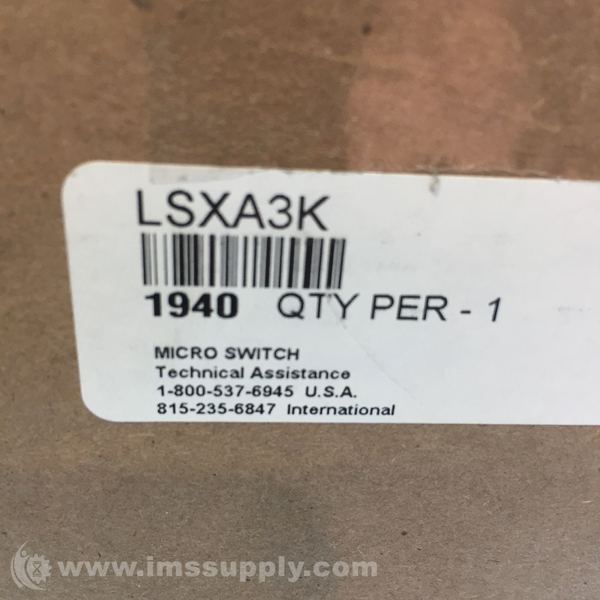 LSXA3K
1940 QTY PER - 1
MICRO SWITCH
Technical Assistance
1-800-537-6945 U.S.A.
815-235-6847 International
www.imssupply.com